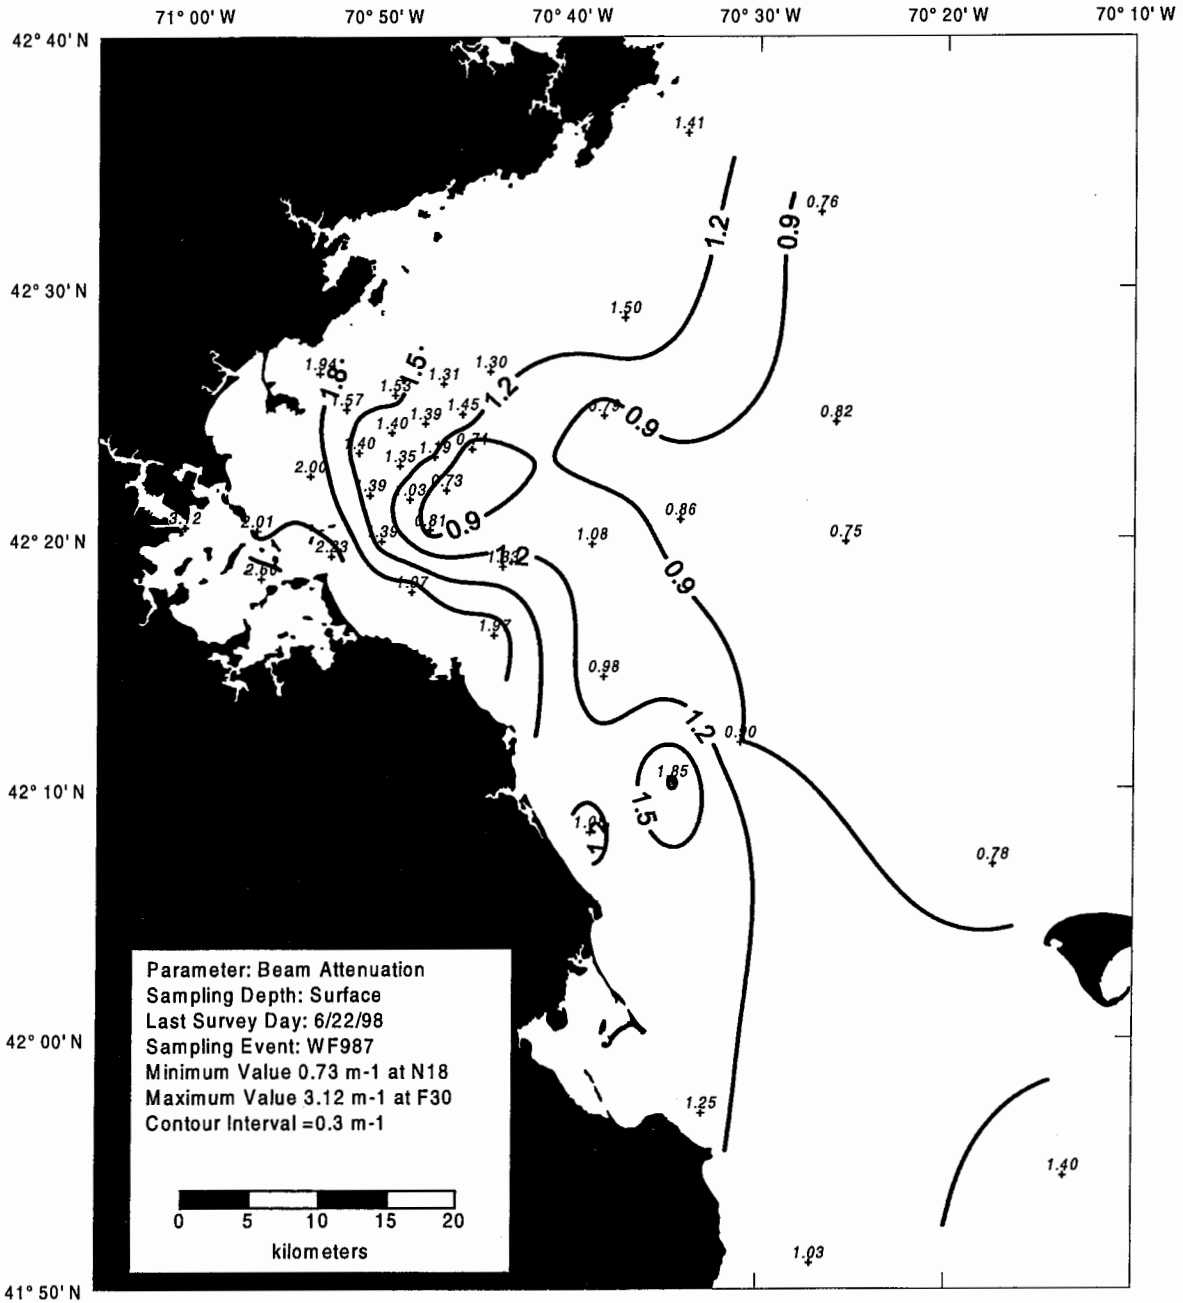 71° 00' W 70° 50' W 70° 40' W 70° 30' W 70° 20' W 70° 10' W
42° 40' N
1.41
0.76
1.2
0.9
42° 30' N
1.50
1.94
1.8
1.5
1.31
1.30
1.53
1.2
1.57
1.45
1.39
1.40
0.9
0.82
1.40
1.19
1.35
2.00
0.73
0.86
3.12
2.01
0.81
0.9
1.08
0.75
42° 20' N
1.39
2.23
1.2
2.60
0.9
1.97
0.98
1.2
0.90
1.85
42° 10' N
1.5
1.2
0.78
Parameter: Beam Attenuation
Sampling Depth: Surface
Last Survey Day: 6/22/98
Sampling Event: WF987
Minimum Value 0.73 m-1 at N18
Maximum Value 3.12 m-1 at F30
Contour Interval =0.3 m-1
0 5 10 15 20
kilometers
42° 00' N
1.25
1.40
1.03
41° 50' N